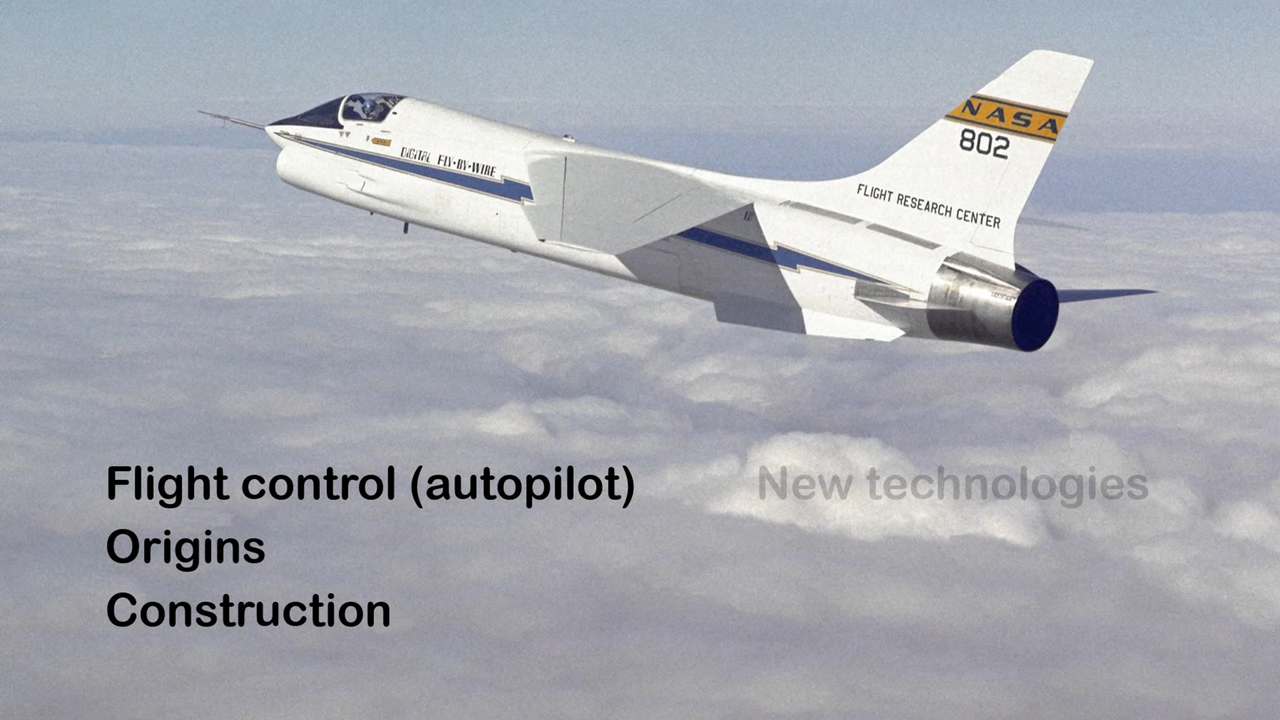 NASA
802
DIGITAL FLY-BY-WIRE
FLIGHT RESEARCH CENTER
Flight control (autopilot)
Origins
Construction
New technologies